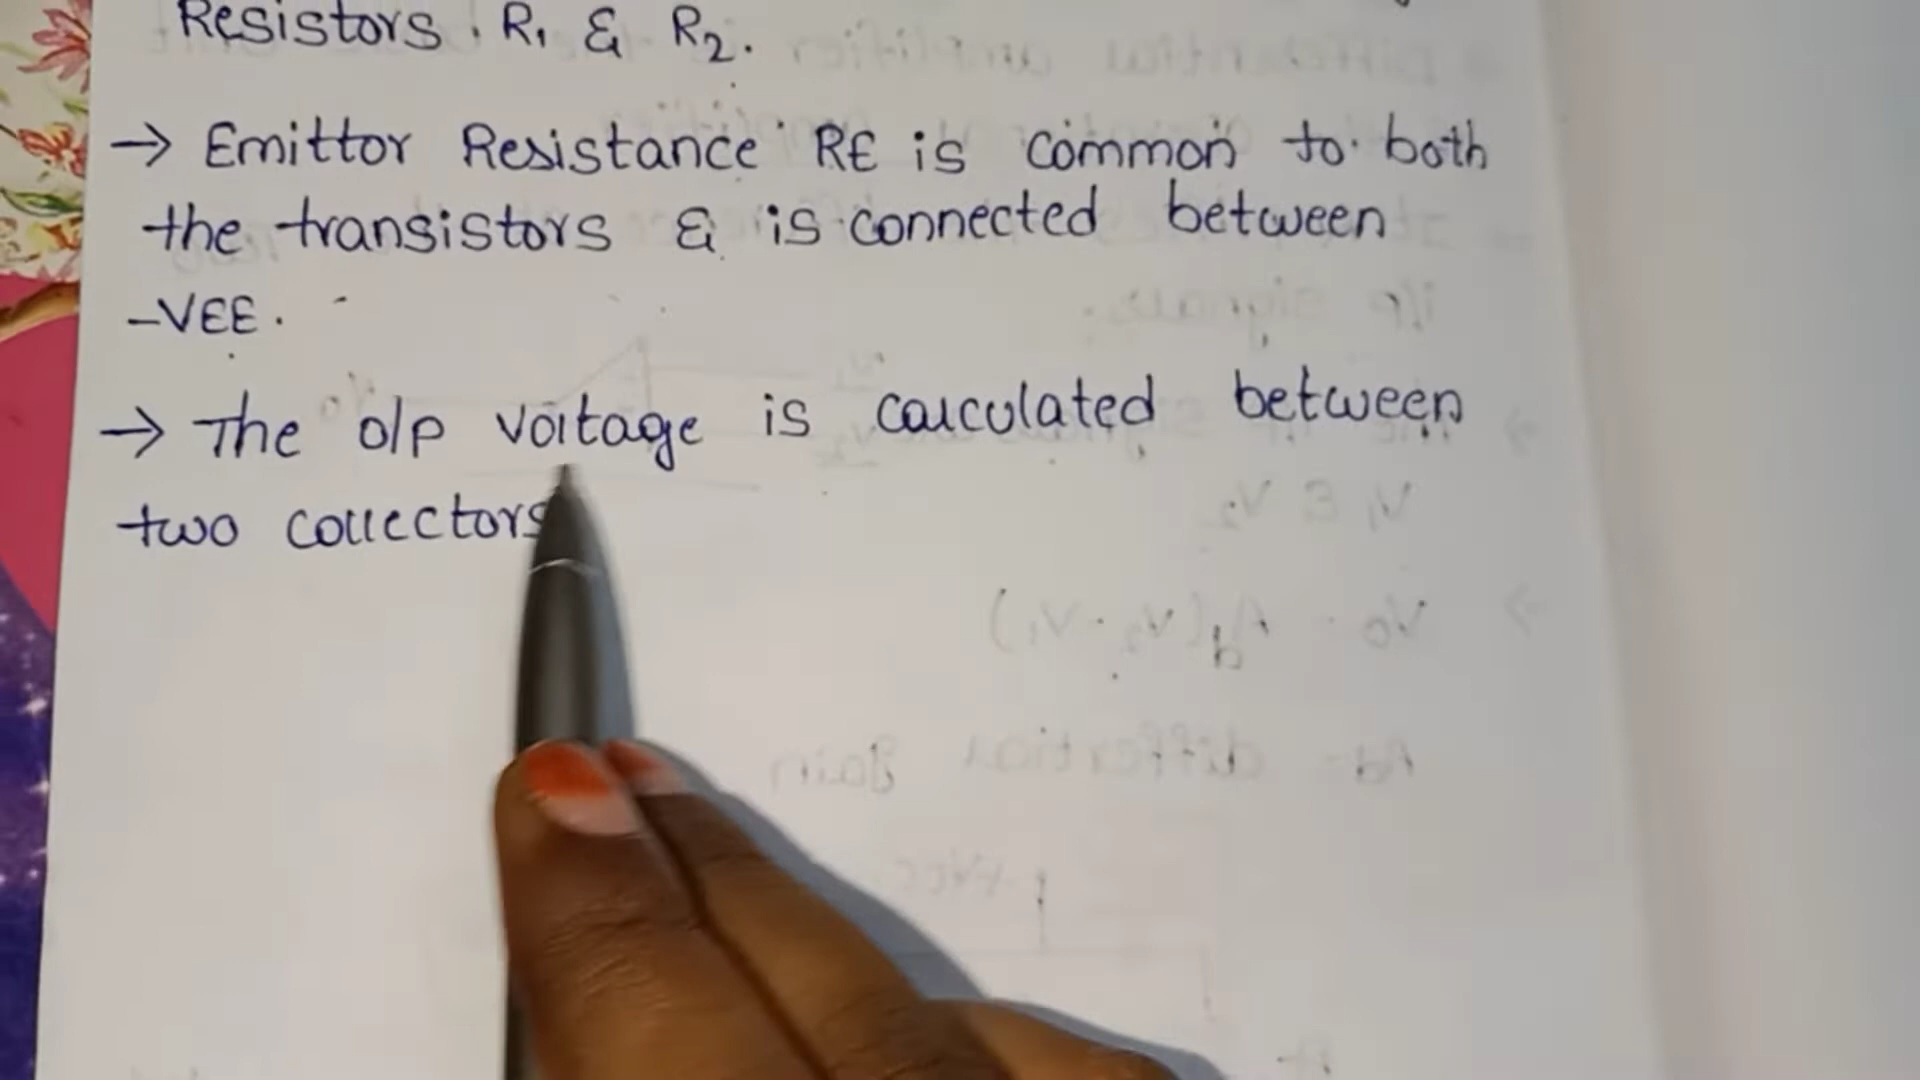 Resistors. R₁ & R₂.
→ Emittor Resistance RE is common to both
the transistors & is connected between
-VEE.
→ The o/p voltage is calculated between
two collectors